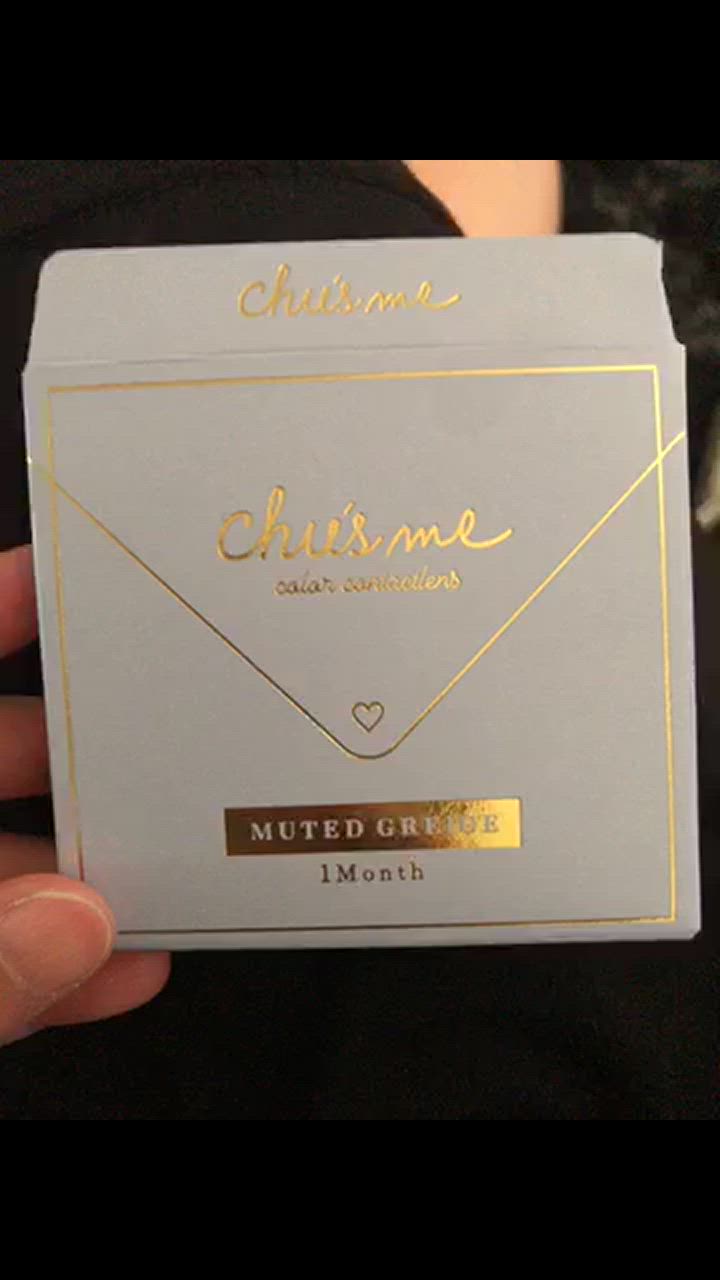 chu's me
chu's me
color contactlens
MUTED GREIGE
1Month